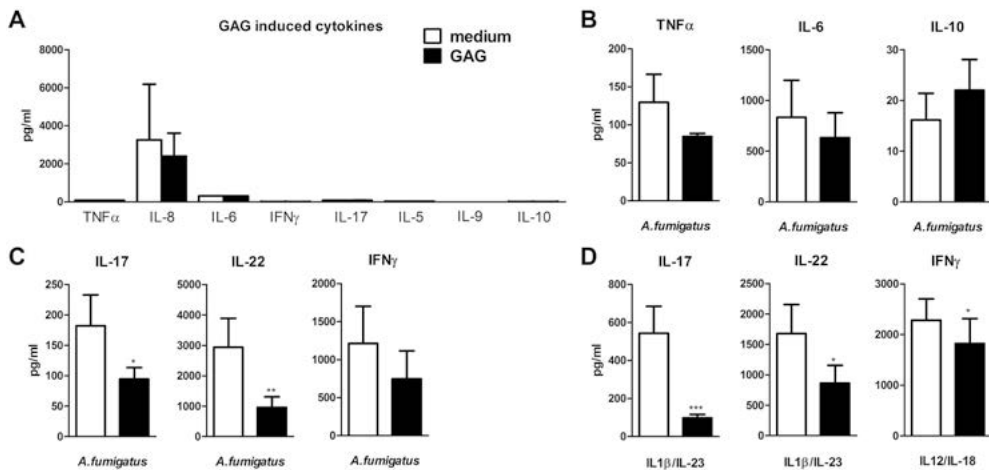 A
GAG induced cytokines
medium
GAG
pg/ml
8000
6000
4000
2000
0
TNFα IL-8 IL-6 IFNγ IL-17 IL-5 IL-9 IL-10
B
TNFα IL-6 IL-10
pg/ml
150
100
50
0
A.fumigatus
1500
1000
500
0
A.fumigatus
30
20
10
0
A.fumigatus
C
IL-17 IL-22 IFNγ
pg/ml
250
200
150
100
50
0
*
A.fumigatus
5000
4000
3000
2000
1000
0
**
A.fumigatus
2000
1500
1000
500
0
A.fumigatus
D
IL-17 IL-22 IFNγ
pg/ml
800
600
400
200
0
***
IL1β/IL-23
2500
2000
1500
1000
500
0
*
IL1β/IL-23
3000
2000
1000
0
*
IL12/IL-18